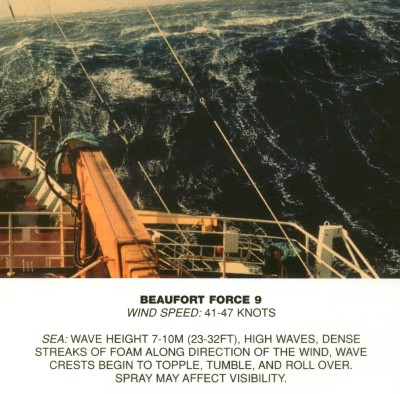 BEAUFORT FORCE 9
WIND SPEED: 41-47 KNOTS
SEA: WAVE HEIGHT 7-10M (23-32FT), HIGH WAVES, DENSE
STREAKS OF FOAM ALONG DIRECTION OF THE WIND, WAVE
CRESTS BEGIN TO TOPPLE, TUMBLE, AND ROLL OVER.
SPRAY MAY AFFECT VISIBILITY.